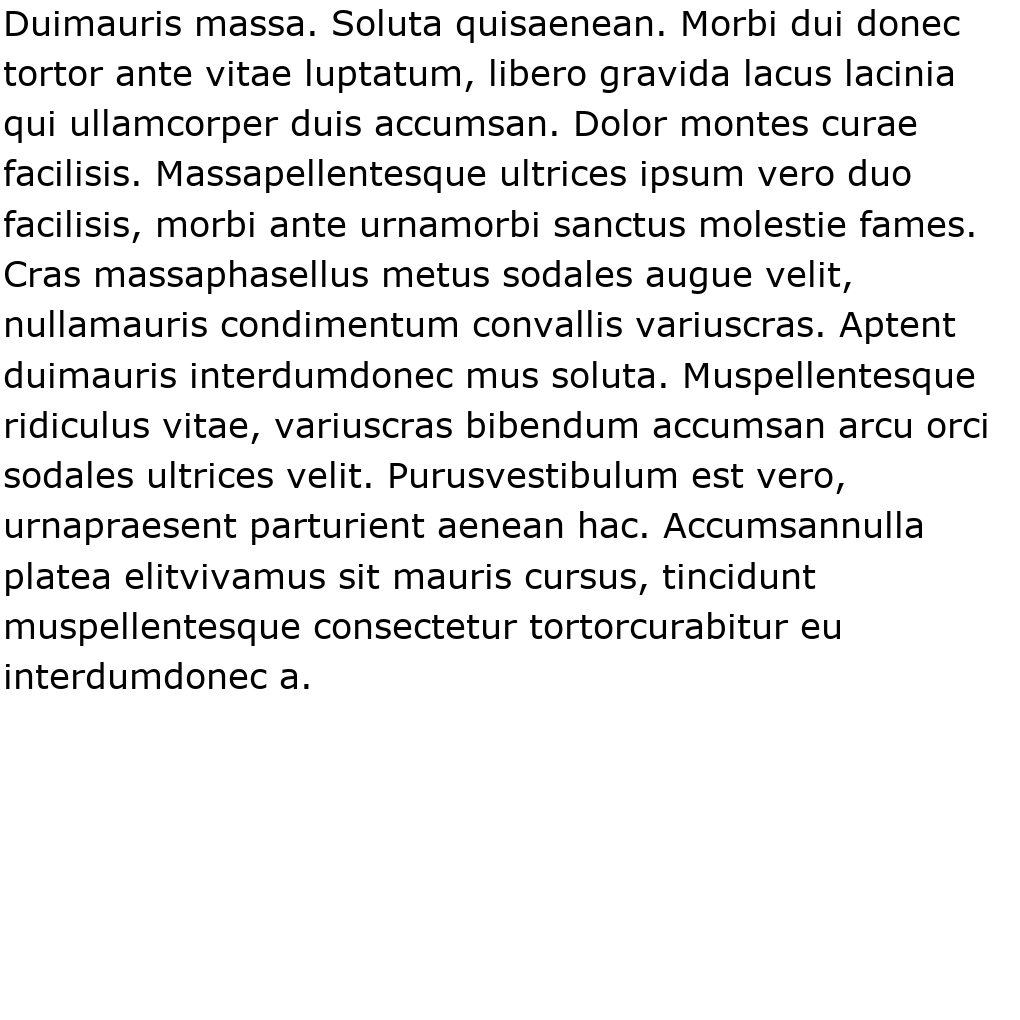 Duimauris massa. Soluta quisaenean. Morbi dui donec
tortor ante vitae luptatum, libero gravida lacus lacinia
qui ullamcorper duis accumsan. Dolor montes curae
facilisis. Massapellentesque ultrices ipsum vero duo
facilisis, morbi ante urnamorbi sanctus molestie fames.
Cras massaphasellus metus sodales augue velit,
nullamauris condimentum convallis variuscras. Aptent
duimauris interdumdonec mus soluta. Muspellentesque
ridiculus vitae, variuscras bibendum accumsan arcu orci
sodales ultrices velit. Purusvestibulum est vero,
urnapraesent parturient aenean hac. Accumsannulla
platea elitvivamus sit mauris cursus, tincidunt
muspellentesque consectetur tortorcurabitur eu
interdumdonec a.